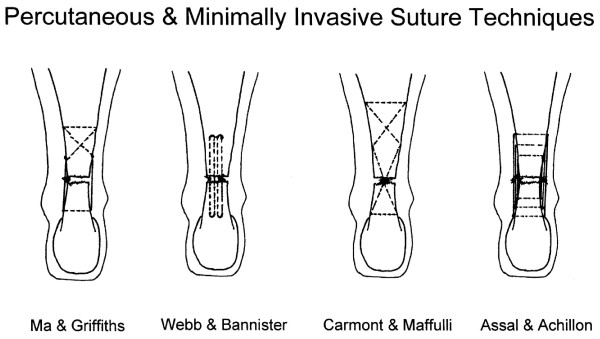 Percutaneous & Minimally Invasive Suture Techniques
Ma & Griffiths
Webb & Bannister
Carmont & Maffulli
Assal & Achillon